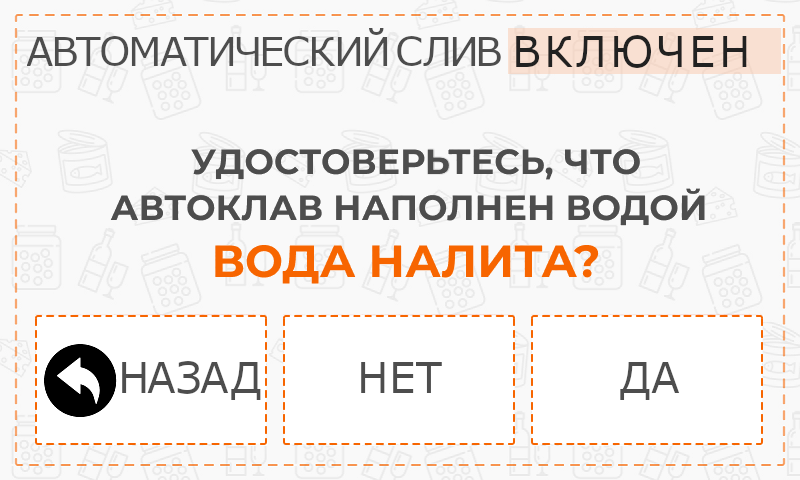 АВТОМАТИЧЕСКИЙ СЛИВ ВКЛЮЧЕН
УДОСТОВЕРЬТЕСЬ, ЧТО
АВТОКЛАВ НАПОЛНЕН ВОДОЙ
ВОДА НАЛИТА?
НАЗАД НЕТ ДА